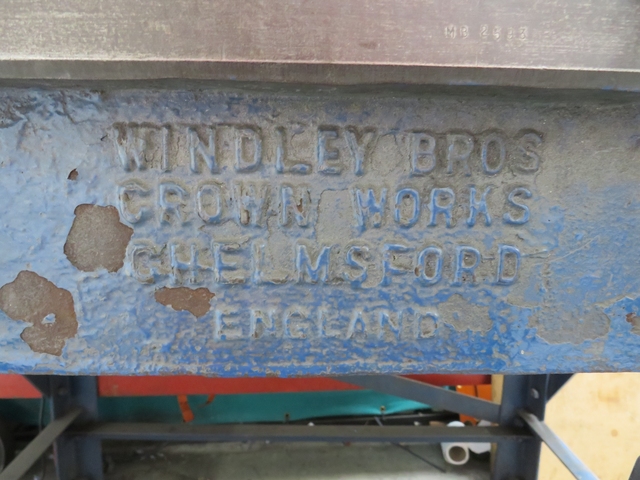 WINDLEY BROS
CROWN WORKS
CHELMSFORD
ENGLAND